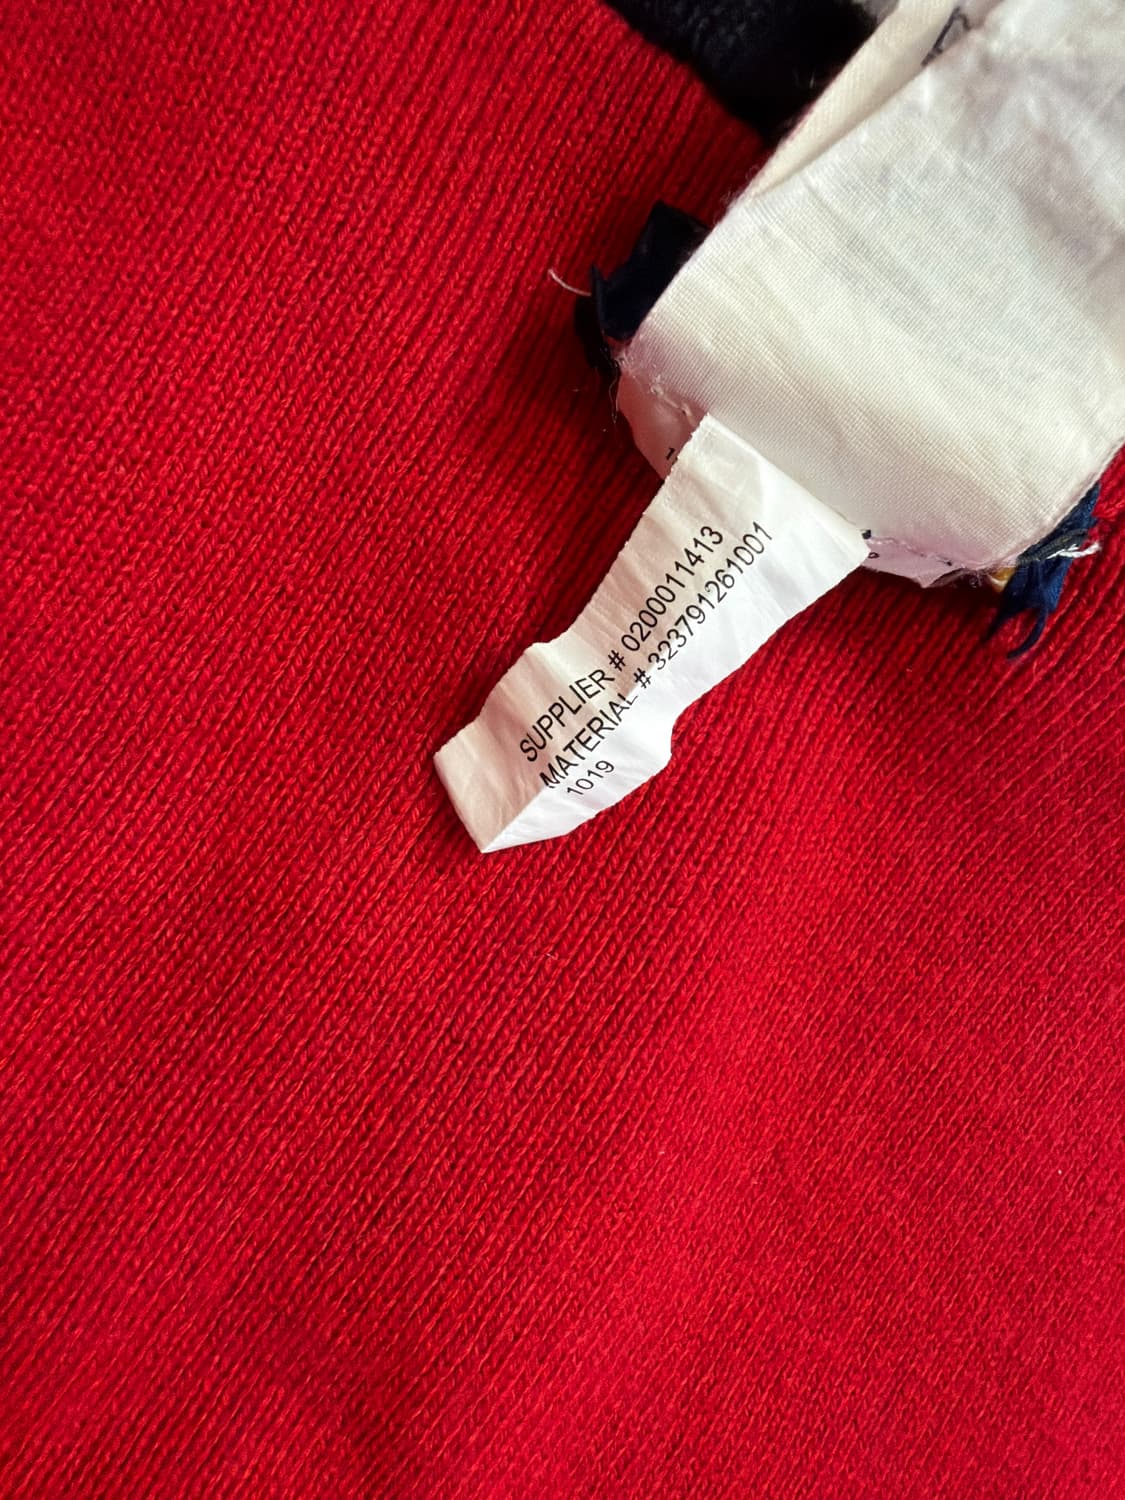 SUPPLIER # 0200011413
MATERIAL # 323791261001
1019